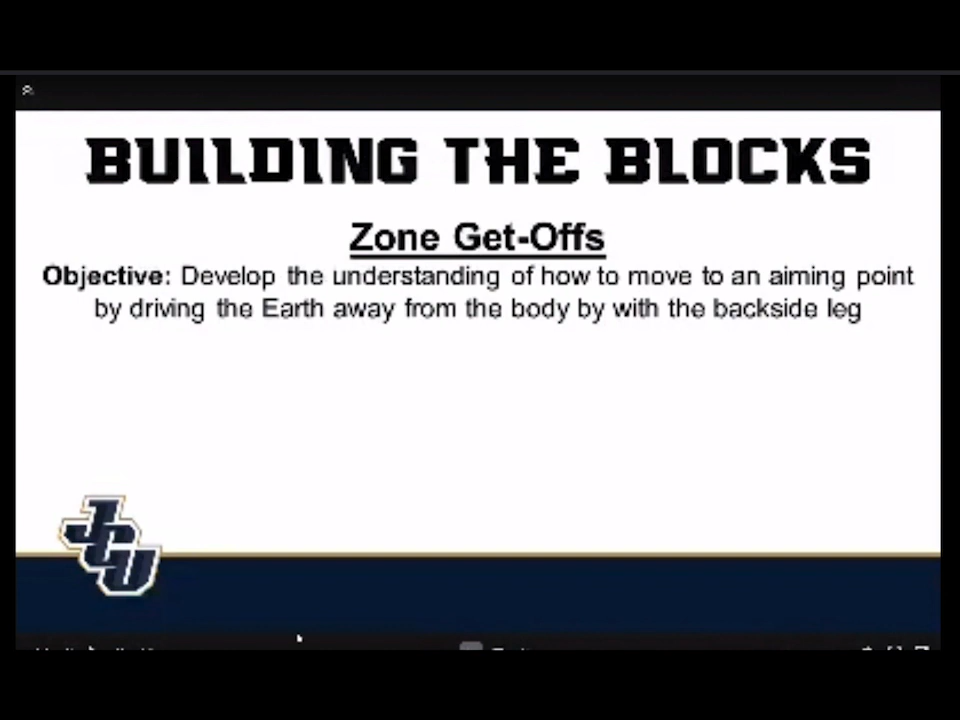 BUILDING THE BLOCKS
Zone Get-Offs
Objective: Develop the understanding of how to move to an aiming point
by driving the Earth away from the body by with the backside leg
JCU